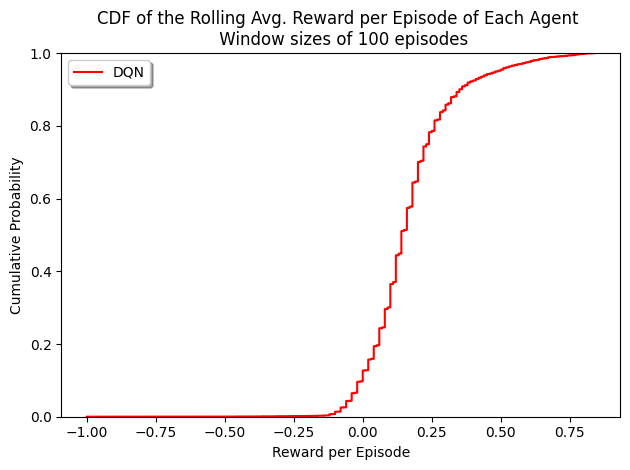 CDF of the Rolling Avg. Reward per Episode of Each Agent
Window sizes of 100 episodes
DQN
1.0
0.8
0.6
0.4
0.2
0.0
Cumulative Probability
−1.00 −0.75 −0.50 −0.25 0.00 0.25 0.50 0.75
Reward per Episode